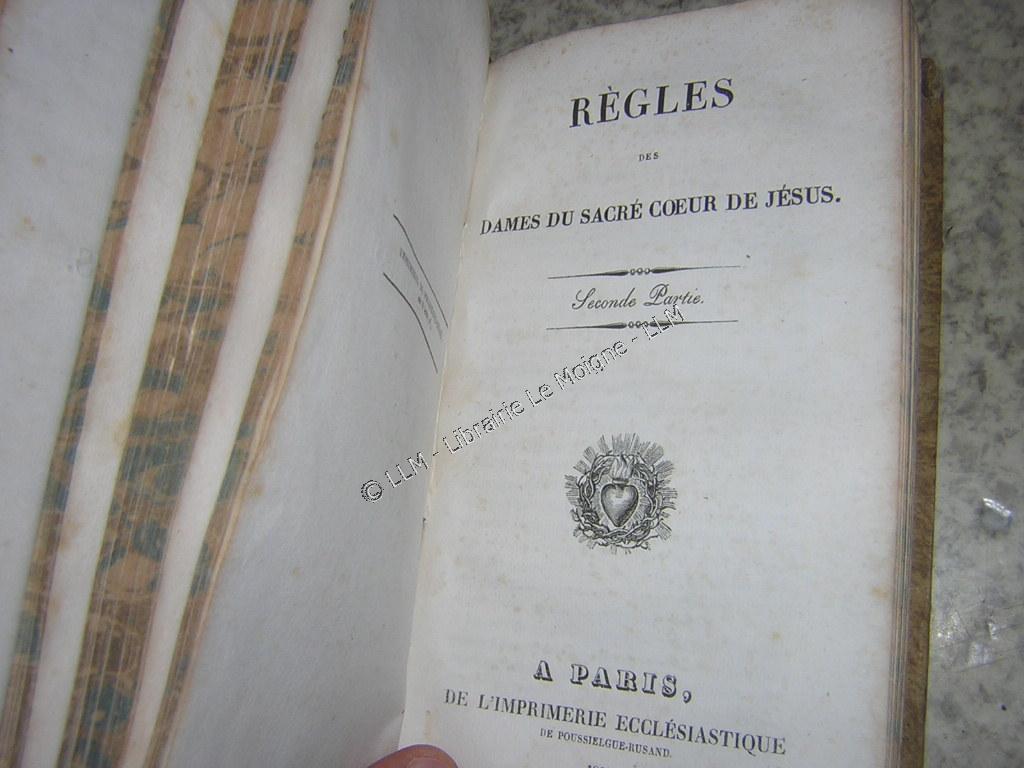 RÈGLES
DES
DAMES DU SACRÉ CŒUR DE JÉSUS.
Seconde Partie.
© LLM - Librairie Le Moigne - LLM
A PARIS,
DE L'IMPRIMERIE ECCLÉSIASTIQUE
DE POUSSIELGUE-RUSAND.